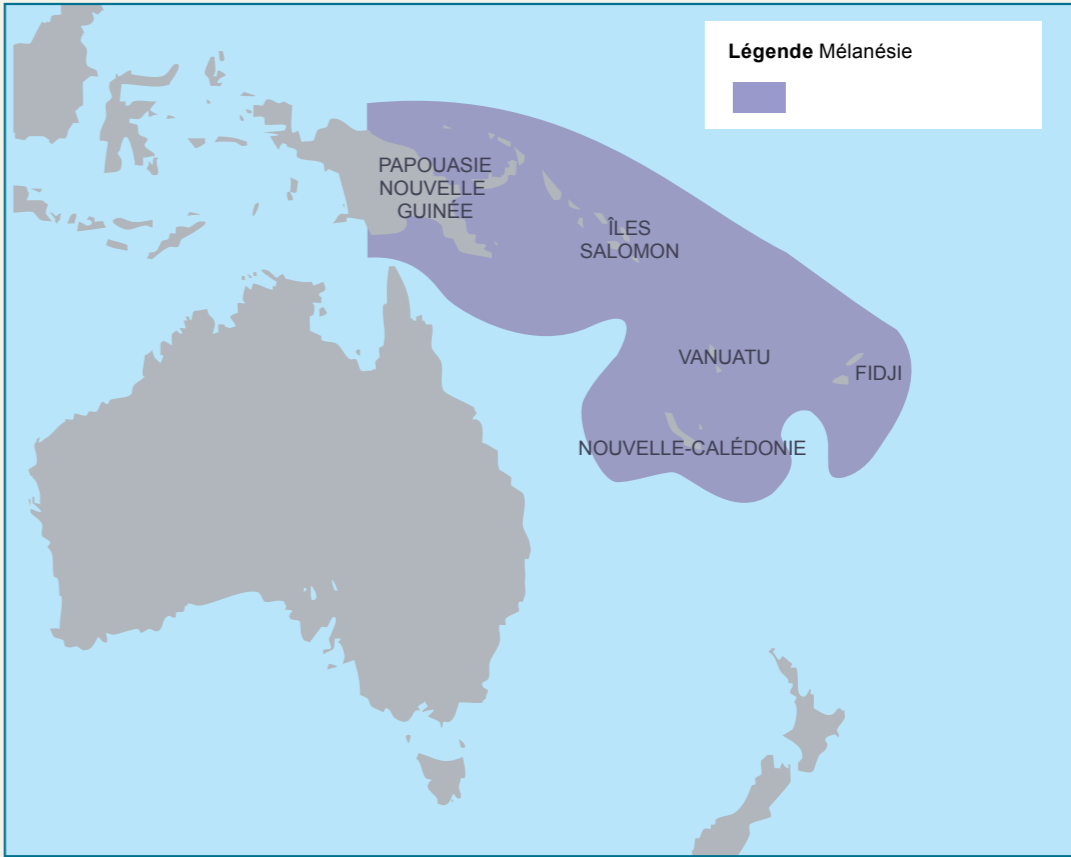 Légende Mélanésie
PAPOUASIE
NOUVELLE
GUINÉE
ÎLES
SALOMON
VANUATU
FIDJI
NOUVELLE-CALÉDONIE